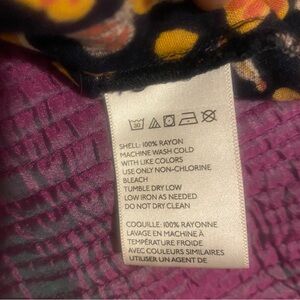 30
SHELL: 100% RAYON
MACHINE WASH COLD
WITH LIKE COLORS
USE ONLY NON-CHLORINE
BLEACH
TUMBLE DRY LOW
LOW IRON AS NEEDED
DO NOT DRY CLEAN
COQUILLE: 100% RAYONNE
LAVAGE EN MACHINE À
TEMPÉRATURE FROIDE
AVEC COULEURS SIMILAIRES
UTILISER UN AGENT DE